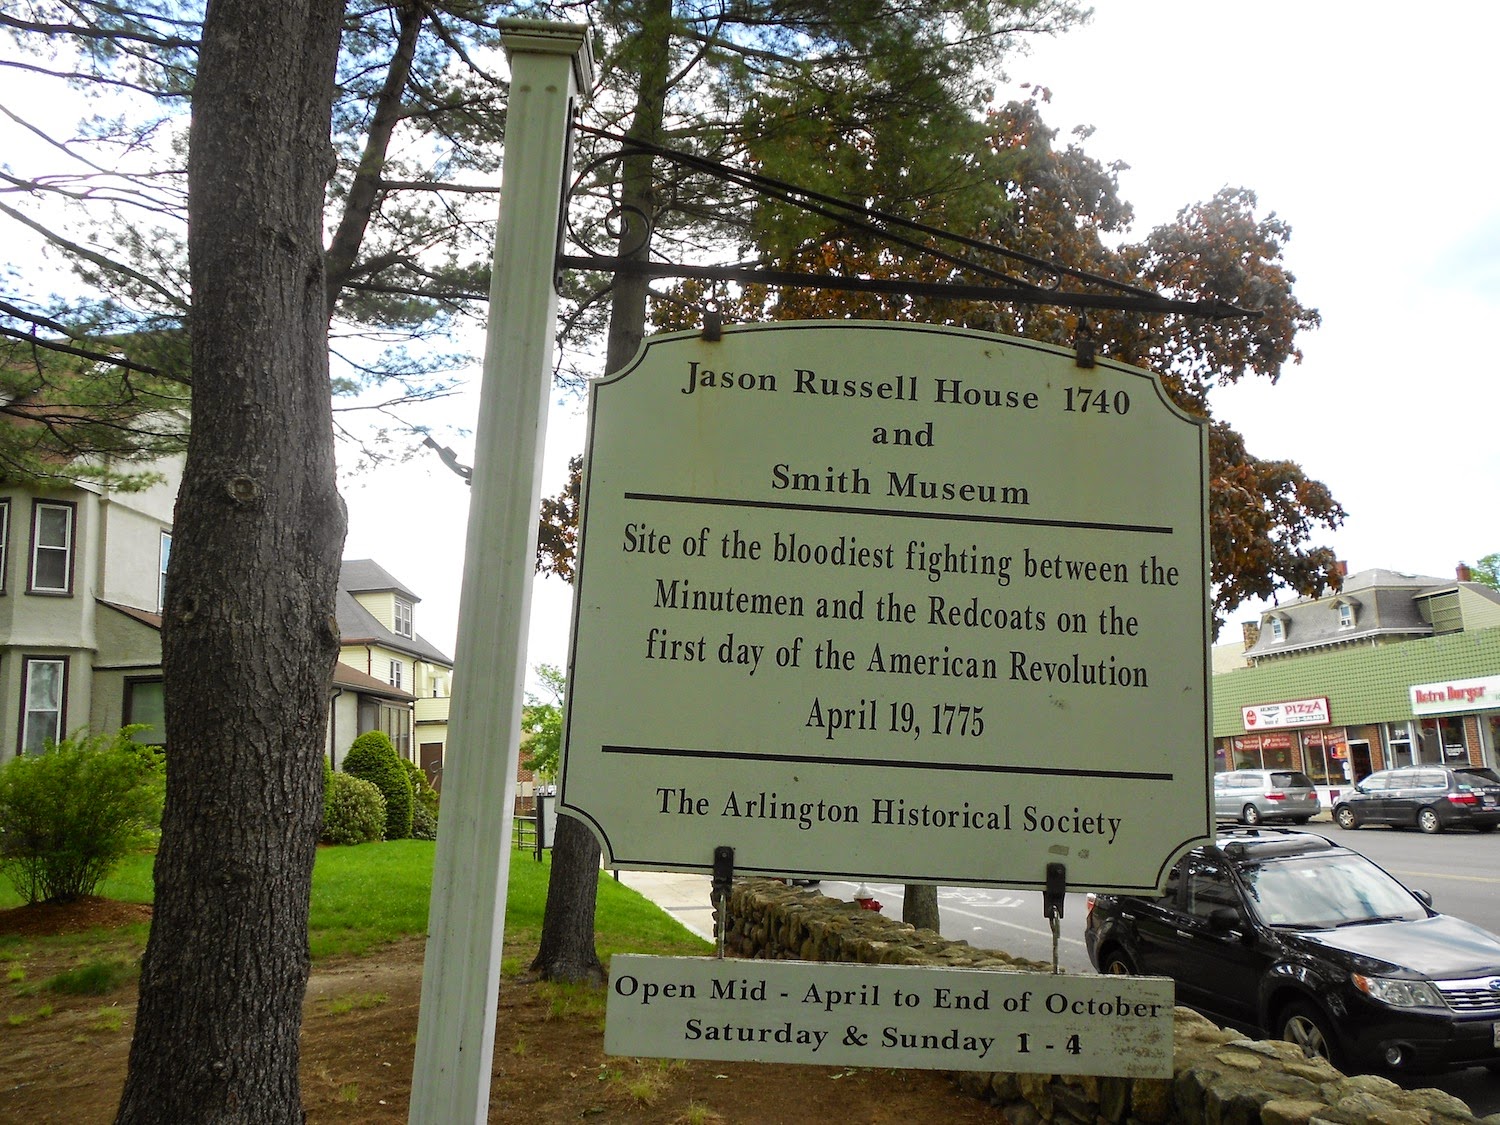 Jason Russell House 1740
and
Smith Museum
Site of the bloodiest fighting between the
Minutemen and the Redcoats on the
first day of the American Revolution
April 19, 1775
The Arlington Historical Society
Open Mid - April to End of October
Saturday & Sunday 1 - 4
ARLINGTON
PIZZA
Retro Burger